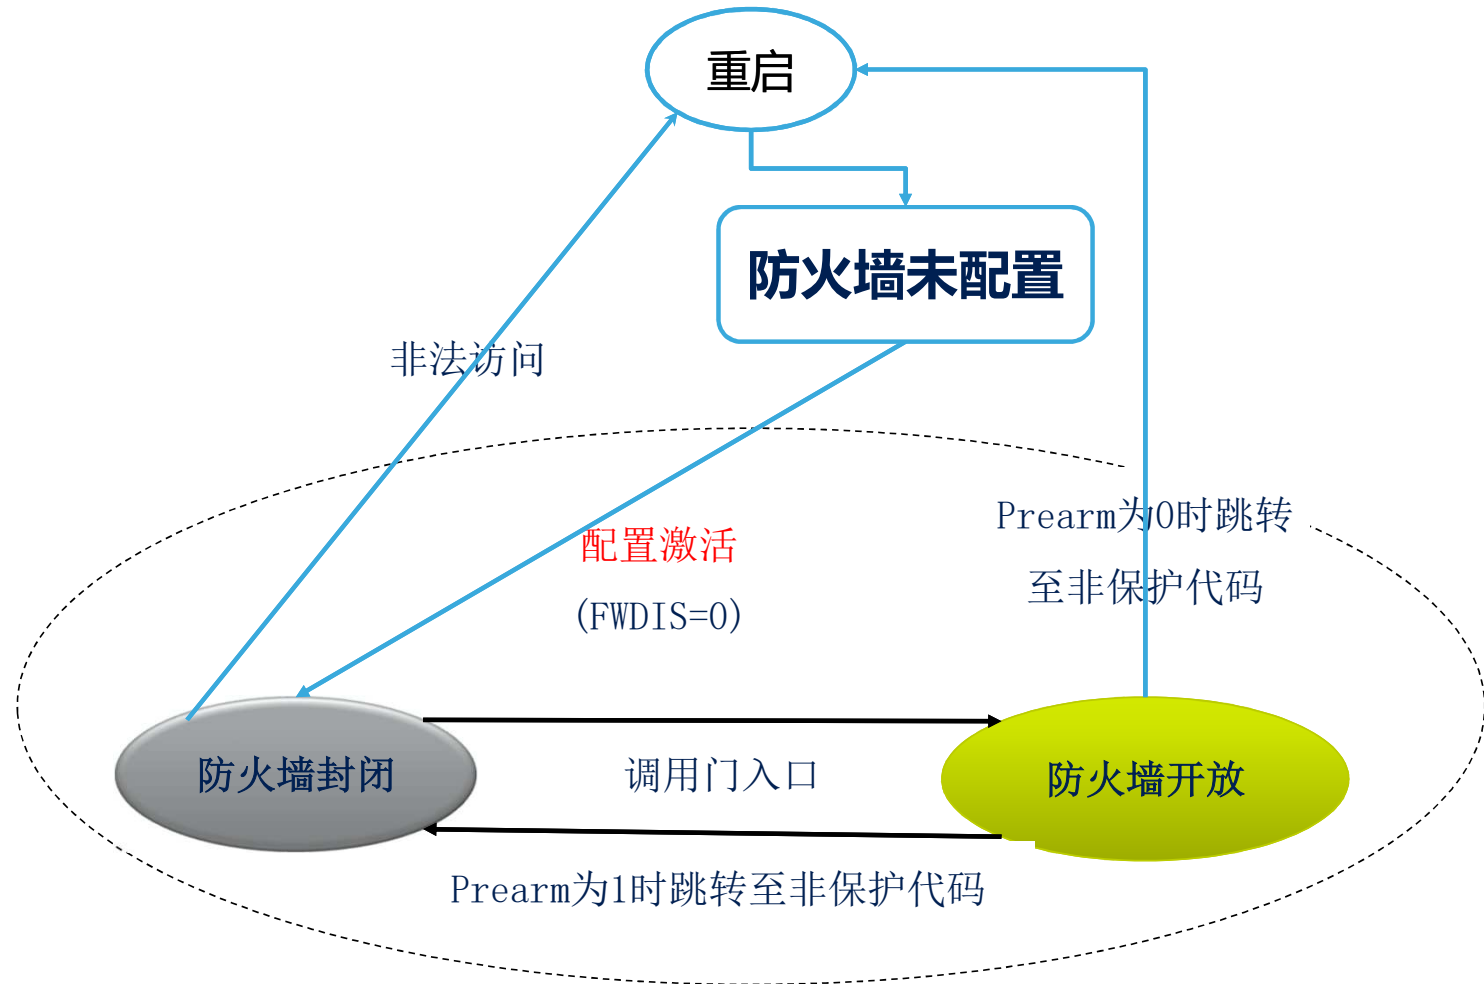 重启
防火墙未配置
非法访问
Prearm为0时跳转
至非保护代码
配置激活
(FWDIS=0)
防火墙封闭
调用门入口
防火墙开放
Prearm为1时跳转至非保护代码